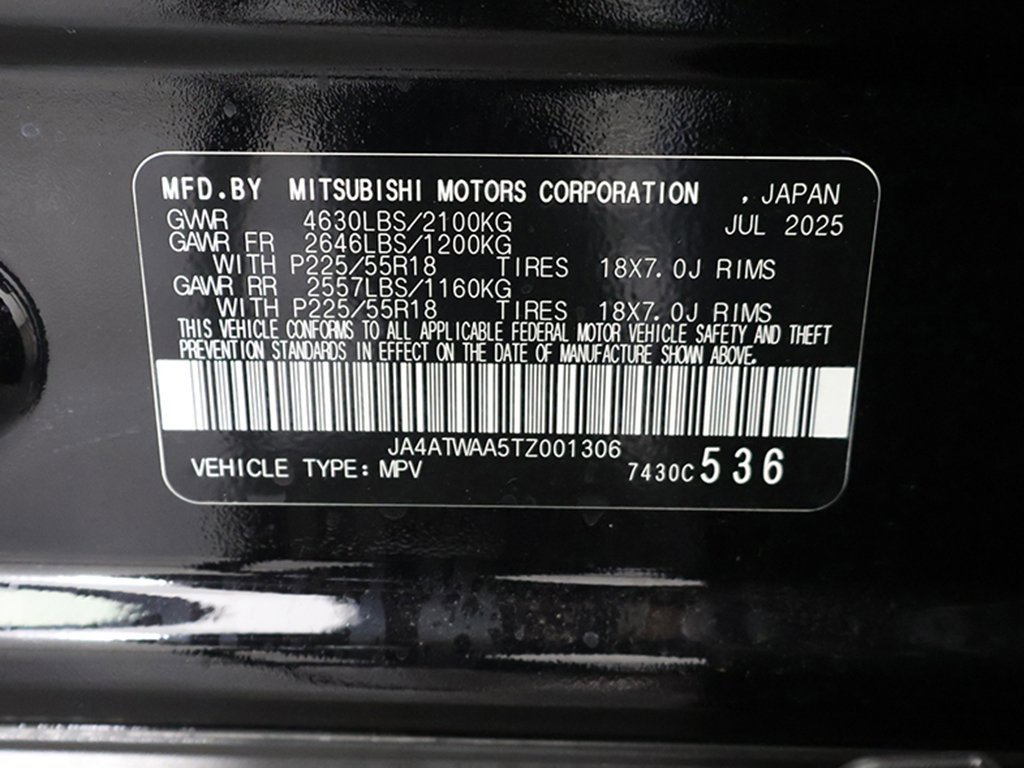 MFD.BY MITSUBISHI MOTORS CORPORATION , JAPAN
GVWR 4630LBS/2100KG JUL 2025
GAWR FR 2646LBS/1200KG
WITH P225/55R18 TIRES 18X7.0J RIMS
GAWR RR 2557LBS/1160KG
WITH P225/55R18 TIRES 18X7.0J RIMS
THIS VEHICLE CONFORMS TO ALL APPLICABLE FEDERAL MOTOR VEHICLE SAFETY AND THEFT
PREVENTION STANDARDS IN EFFECT ON THE DATE OF MANUFACTURE SHOWN ABOVE.
JA4ATWAA5TZ001306
VEHICLE TYPE: MPV 7430C 536